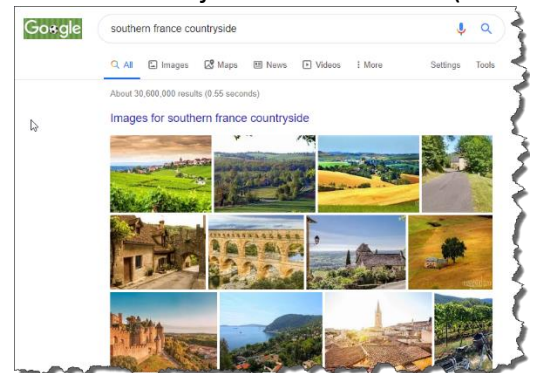 Google
southern france countryside
All Images Maps News Videos More Settings Tools
About 30,600,000 results (0.55 seconds)
Images for southern france countryside